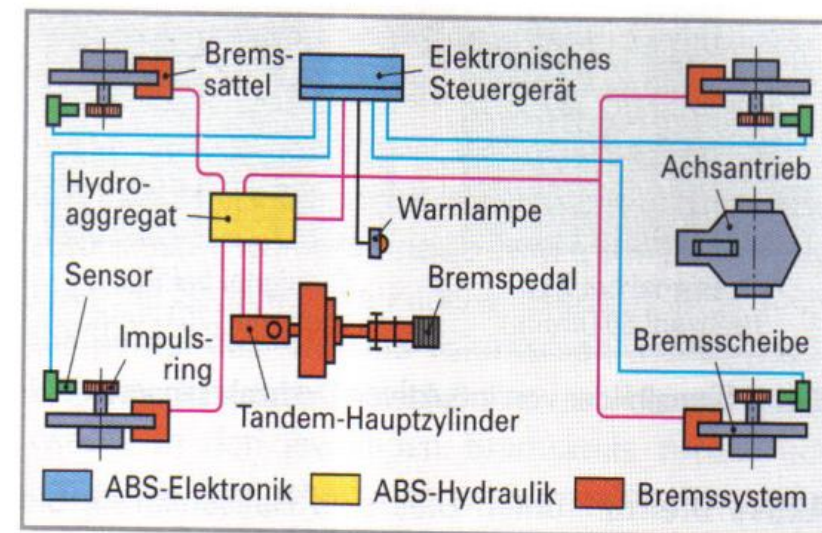 Brems-
sattel
Elektronisches
Steuergerät
Hydro-
aggregat
Warnlampe
Achsantrieb
Sensor
Bremspedal
Impuls-
ring
Bremsscheibe
Tandem-Hauptzylinder
ABS-Elektronik
ABS-Hydraulik
Bremssystem